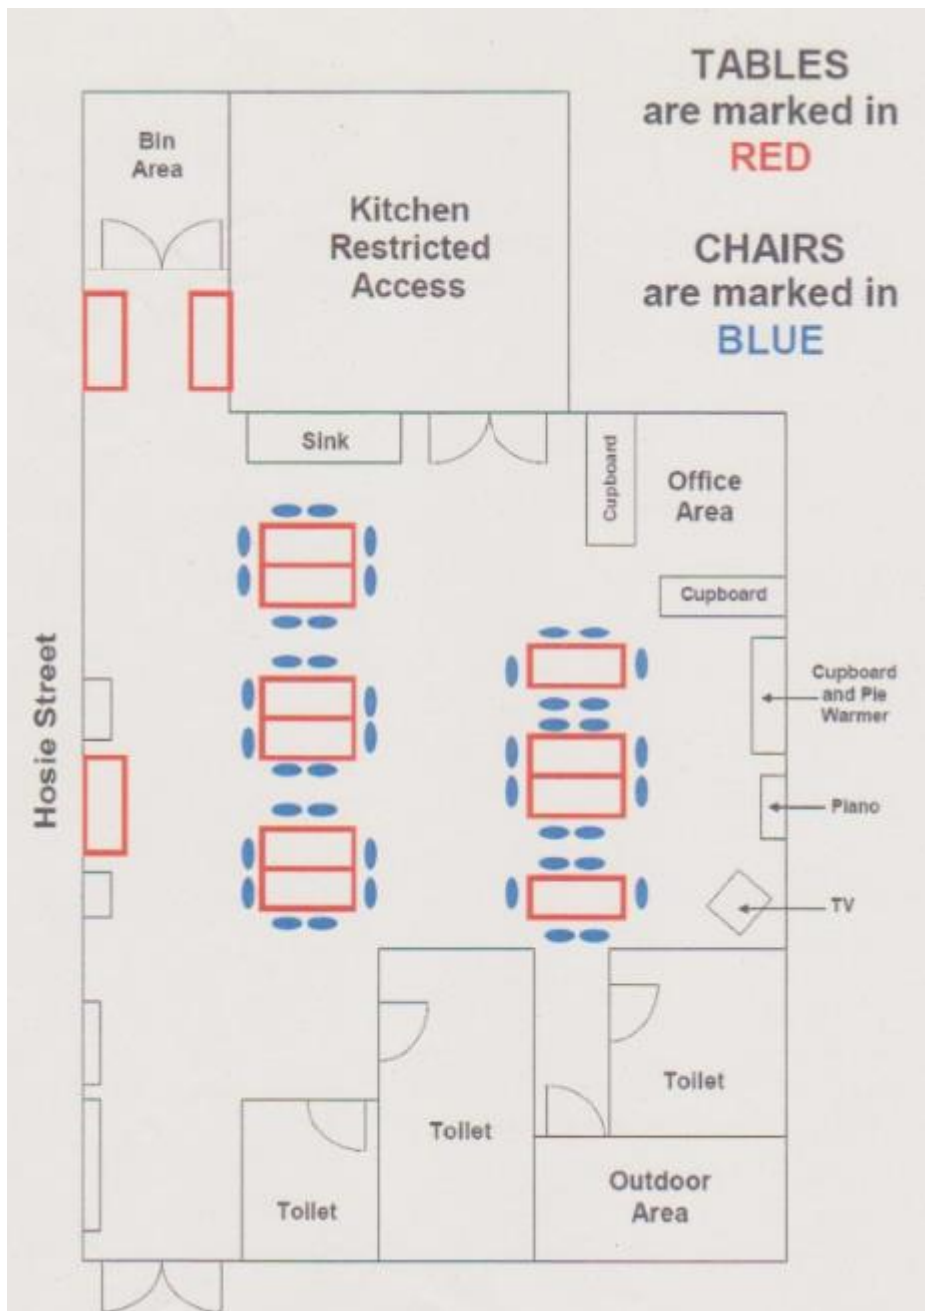 TABLES
are marked in
RED
CHAIRS
are marked in
BLUE
Bin
Area
Kitchen
Restricted
Access
Sink
Cupboard
Office
Area
Cupboard
Cupboard
and Pie
Warmer
Piano
TV
Hosie Street
Toilet
Toilet
Toilet
Outdoor
Area